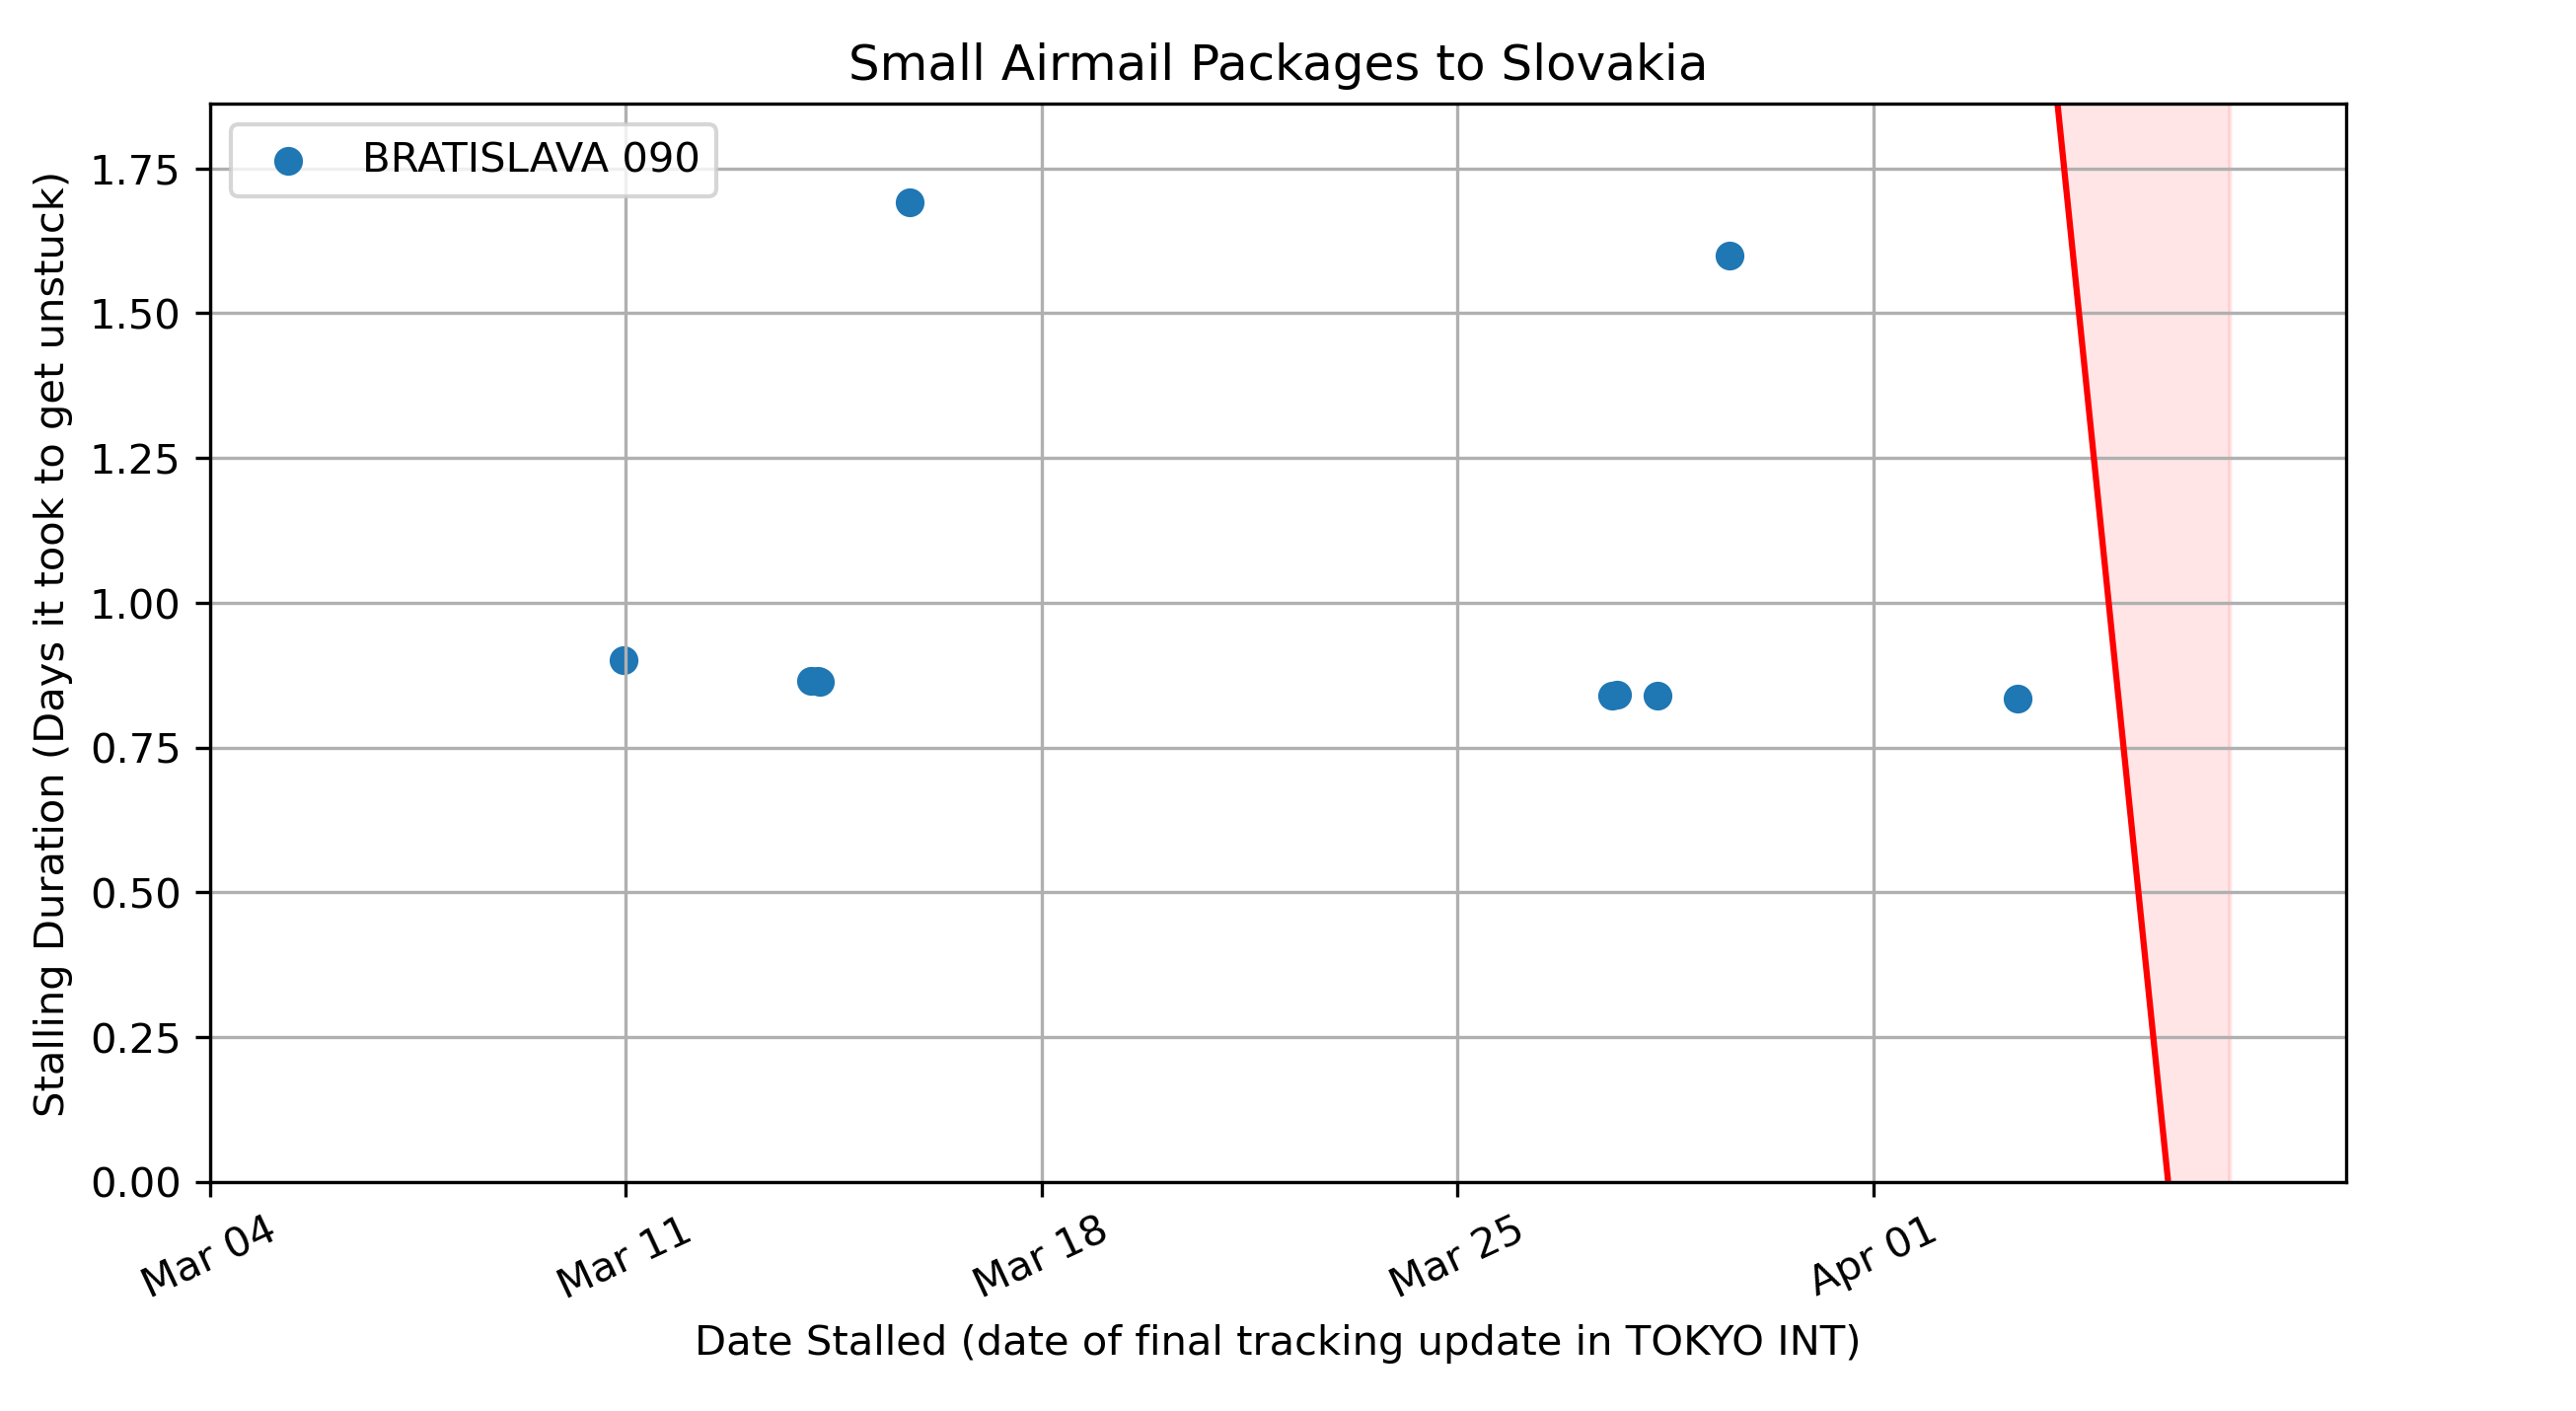 Small Airmail Packages to Slovakia
BRATISLAVA 090
Stalling Duration (Days it took to get unstuck)
1.75
1.50
1.25
1.00
0.75
0.50
0.25
0.00
Mar 04
Mar 11
Mar 18
Mar 25
Apr 01
Date Stalled (date of final tracking update in TOKYO INT)